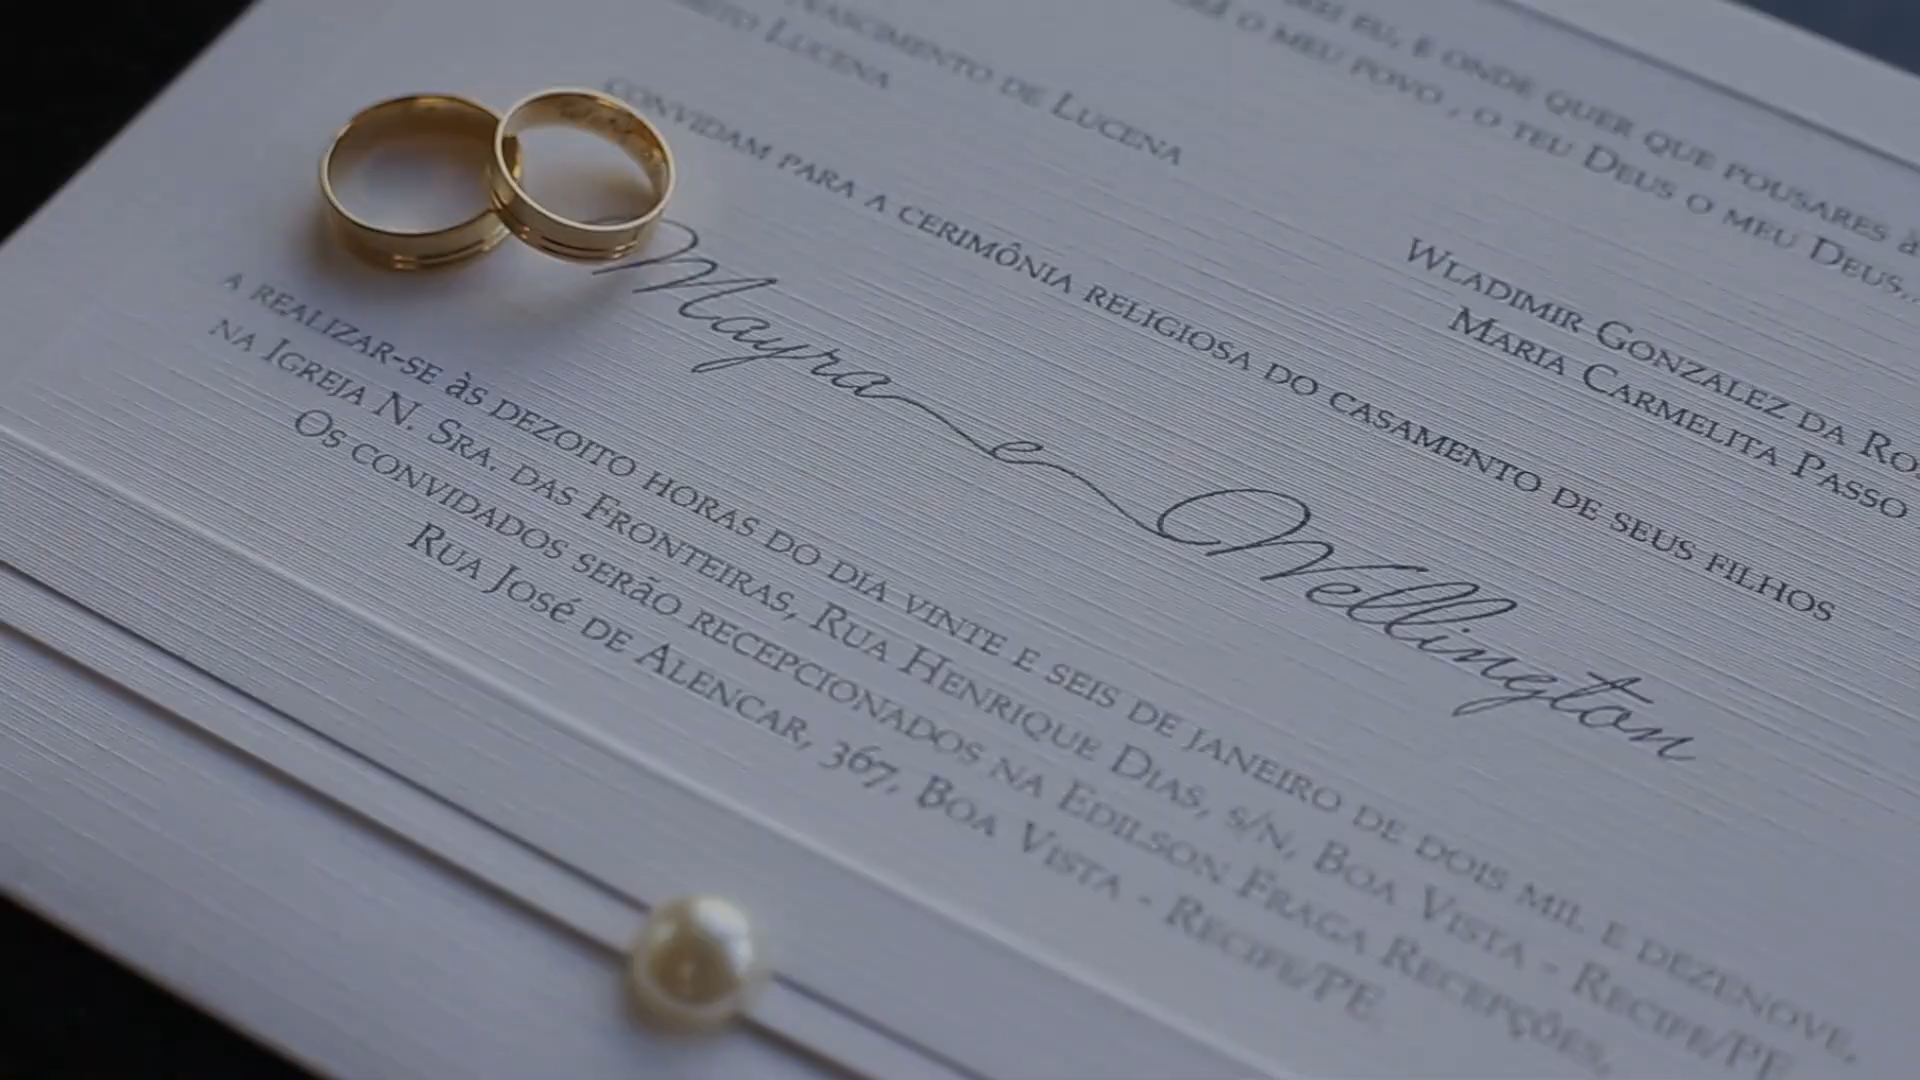 IREI EU, E ONDE QUER QUE POUSARES à
O MEU POVO, O TEU DEUS O MEU DEUS...
NASCIMENTO DE LUCENA
LUCENA
WLADIMIR GONZALEZ DA
MARIA CARMELITA PASSO
CONVIDAM PARA A CERIMÔNIA RELIGIOSA DO CASAMENTO DE SEUS FILHOS
Mayra e Wellington
A REALIZAR-SE àS DEZOITO HORAS DO DIA VINTE E SEIS DE JANEIRO DE DOIS MIL E DEZENOVE,
NA IGREJA N. SRA. DAS FRONTEIRAS, RUA HENRIQUE DIAS, S/N, BOA VISTA - RECIFE/PE
OS CONVIDADOS SERãO RECEPCIONADOS NA EDILSON FRAGA RECEPÇÕES,
RUA JOSé DE ALENCAR, 367, BOA VISTA - RECIFE/PE